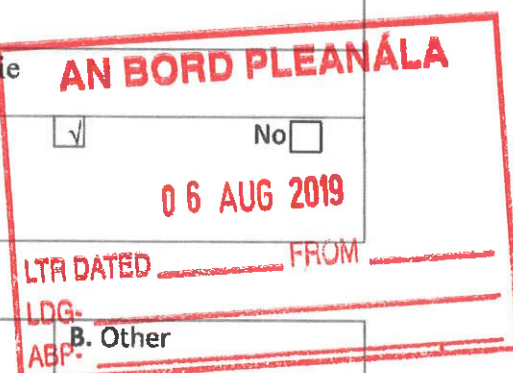 ie
AN BORD PLEANÁLA
√ No
06 AUG 2019
LTR DATED FROM
LDG-
ABP-
B. Other